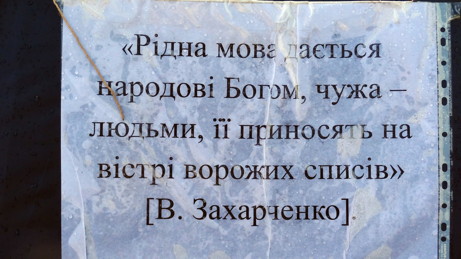 «Рідна мова дається
народові Богом, чужа –
людьми, її приносять на
вістрі ворожих списів»
[В. Захарченко].